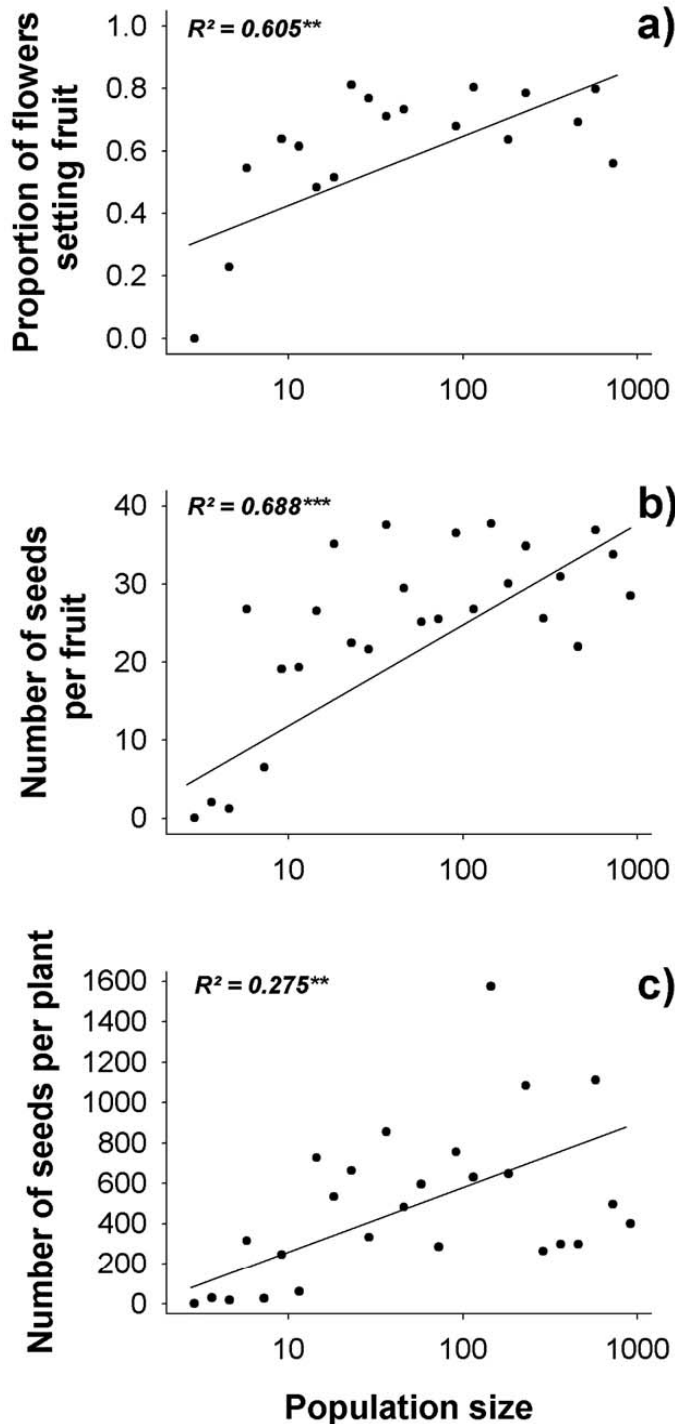 Proportion of flowers
setting fruit
R² = 0.605**
a)
1.0
0.8
0.6
0.4
0.2
0.0
10 100 1000
Number of seeds
per fruit
R² = 0.688***
b)
40
30
20
10
0
10 100 1000
Number of seeds per plant
R² = 0.275**
c)
1600
1400
1200
1000
800
600
400
200
0
10 100 1000
Population size